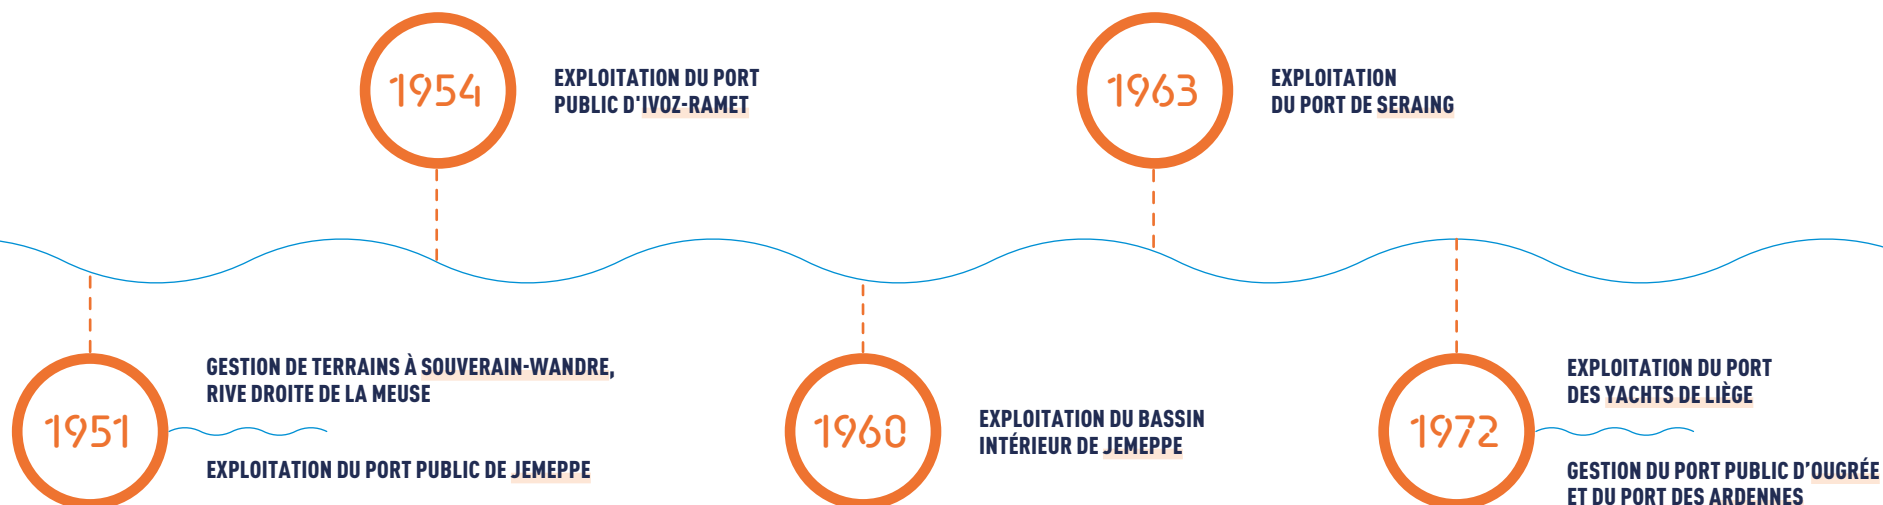 1954
EXPLOITATION DU PORT
PUBLIC D'IVOZ-RAMET
1963
EXPLOITATION
DU PORT DE SERAING
1951
GESTION DE TERRAINS À SOUVERAIN-WANDRE,
RIVE DROITE DE LA MEUSE
EXPLOITATION DU PORT PUBLIC DE JEMEPPE
1960
EXPLOITATION DU BASSIN
INTÉRIEUR DE JEMEPPE
1972
EXPLOITATION DU PORT
DES YACHTS DE LIÈGE
GESTION DU PORT PUBLIC D’OUGRÉE
ET DU PORT DES ARDENNES